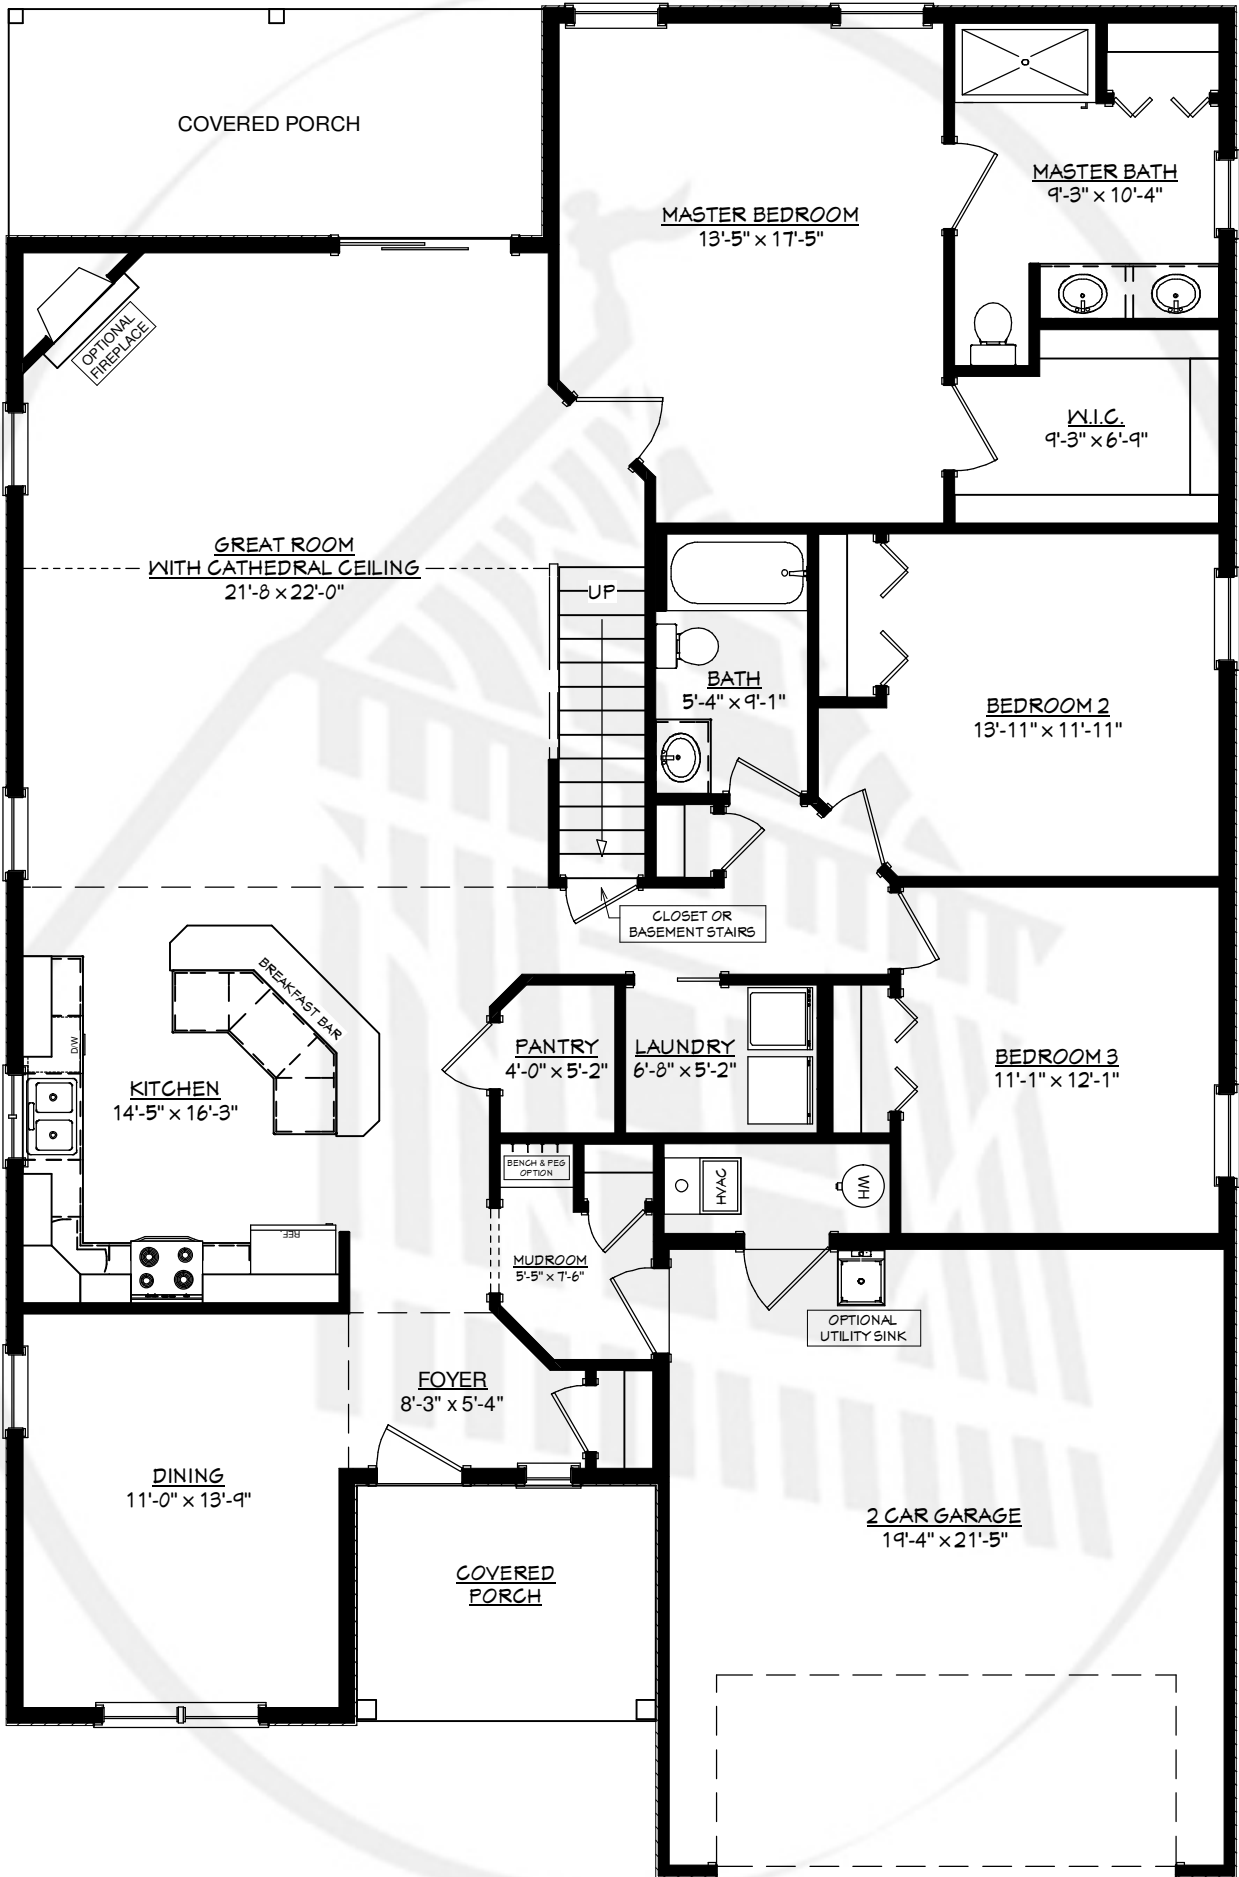 COVERED PORCH
MASTER BATH
9'-3" x 10'-4"
MASTER BEDROOM
13'-5" x 17'-5"
OPTIONAL
FIREPLACE
W.I.C.
9'-3" x 6'-9"
GREAT ROOM
WITH CATHEDRAL CEILING
21'-8 x 22'-0"
UP
BATH
5'-4" x 9'-1"
BEDROOM 2
13'-11" x 11'-11"
CLOSET OR
BASEMENT STAIRS
BREAKFAST BAR
D/W
KITCHEN
14'-5" x 16'-3"
PANTRY
4'-0" x 5'-2"
LAUNDRY
6'-8" x 5'-2"
BEDROOM 3
11'-1" x 12'-1"
BENCH & PEG
OPTION
HVAC
WH
REF.
MUDROOM
5'-5" x 7'-6"
OPTIONAL
UTILITY SINK
FOYER
8'-3" x 5'-4"
DINING
11'-0" x 13'-9"
2 CAR GARAGE
19'-4" x 21'-5"
COVERED
PORCH